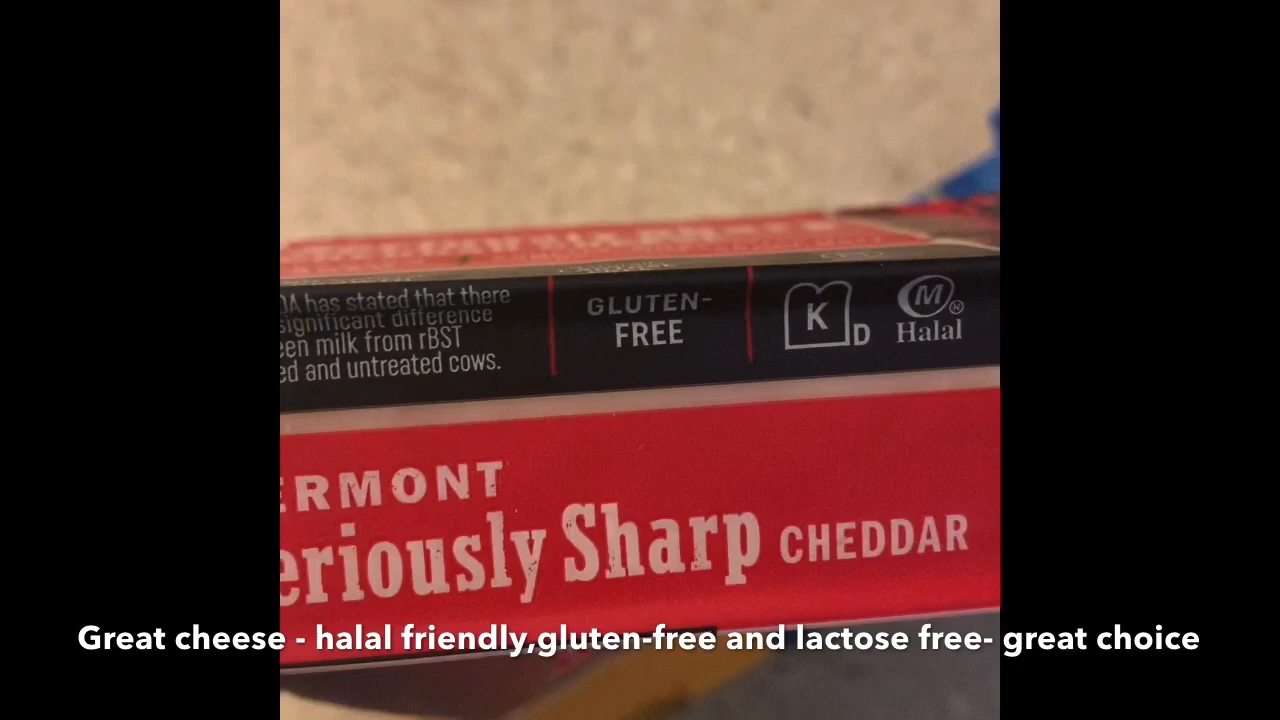 DA has stated that there
significant difference
een milk from rBST
ed and untreated cows.
GLUTEN-
FREE
K D
M® Halal
ERMONT
eriously Sharp CHEDDAR
Great cheese - halal friendly,gluten-free and lactose free- great choice